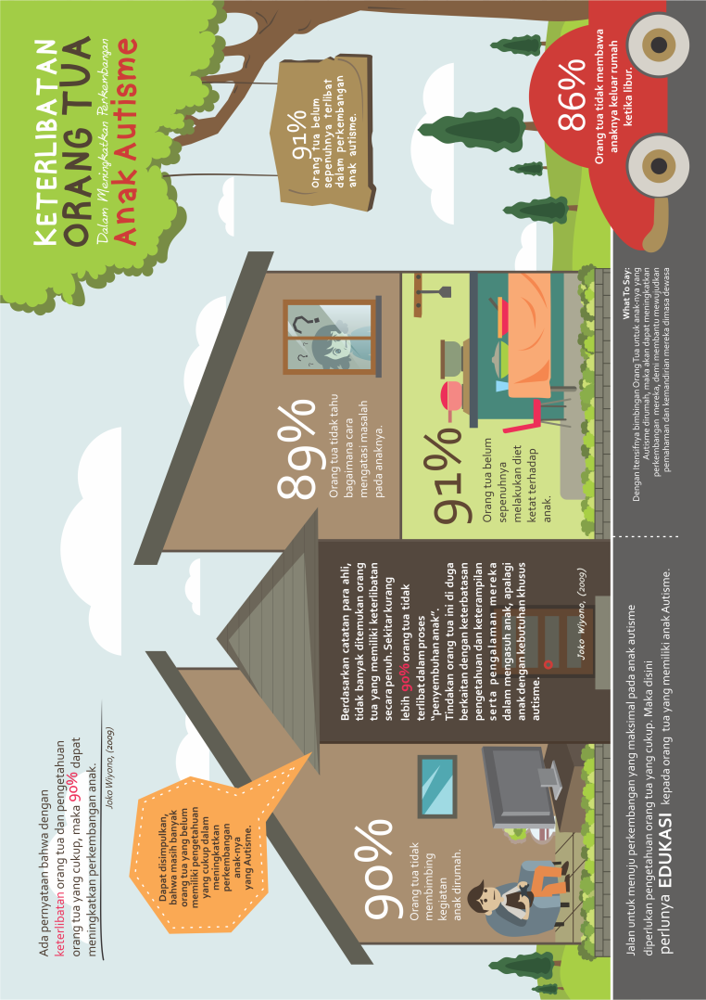 Ada pernyataan bahwa dengan
keterlibatan orang tua dan pengetahuan
orang tua yang cukup, maka 90% dapat
meningkatkan perkembangan anak.
Joko Wiyono, (2009)
KETERLIBATAN
ORANG TUA
Dalam Meningkatkan Perkembangan
Anak Autisme
Dapat disimpulkan,
bahwa masih banyak
orang tua yang belum
memiliki pengetahuan
yang cukup dalam
meningkatkan
perkembangan
anak-nya
yang Autisme.
90%
Orang tua tidak
membimbing
kegiatan
anak dirumah.
Berdasarkan catatan para ahli,
tidak banyak ditemukan orang
tua yang memiliki keterlibatan
secara penuh. Sekitar kurang
lebih 90% orang tua tidak
terlibat dalam proses
“penyembuhan anak”.
Tindakan orang tua ini di duga
berkaitan dengan keterbatasan
pengetahuan dan keterampilan
serta pengalaman mereka
dalam mengasuh anak, apalagi
anak dengan kebutuhan khusus
autisme.
Joko Wiyono, (2009)
89%
Orang tua tidak tahu
bagaimana cara
mengatasi masalah
pada anaknya.
? ?
91%
Orang tua belum
sepenuhnya
melakukan diet
ketat terhadap
anak.
91%
Orang tua belum
sepenuhnya terlibat
dalam perkembangan
anak autisme.
86%
Orang tua tidak membawa
anaknya keluar rumah
ketika libur.
Jalan untuk menuju perkembangan yang maksimal pada anak autisme
diperlukan pengetahuan orang tua yang cukup. Maka disini
perlunya EDUKASI kepada orang tua yang memiliki anak Autisme.
What To Say:
Dengan Itensifnya bimbingan Orang Tua untuk anak-nya yang
Autisme dirumah, maka akan dapat meningkatkan
perkembangan mereka, demi membantu mewujudkan
pemahaman dan kemandirian mereka dimasa dewasa